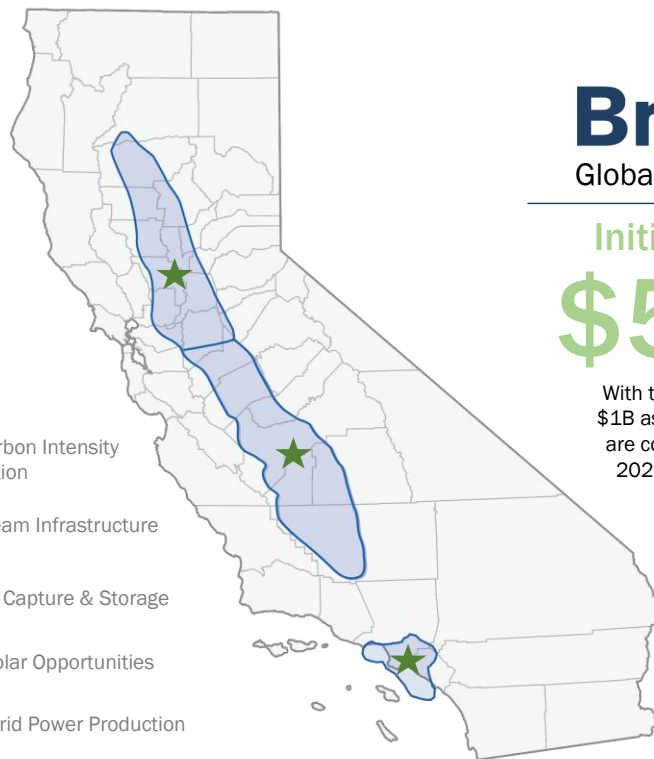 Br
Globa
Initi
$5
With t
$1B as
are co
202
rbon Intensity
ion
eam Infrastructure
Capture & Storage
olar Opportunities
rid Power Production